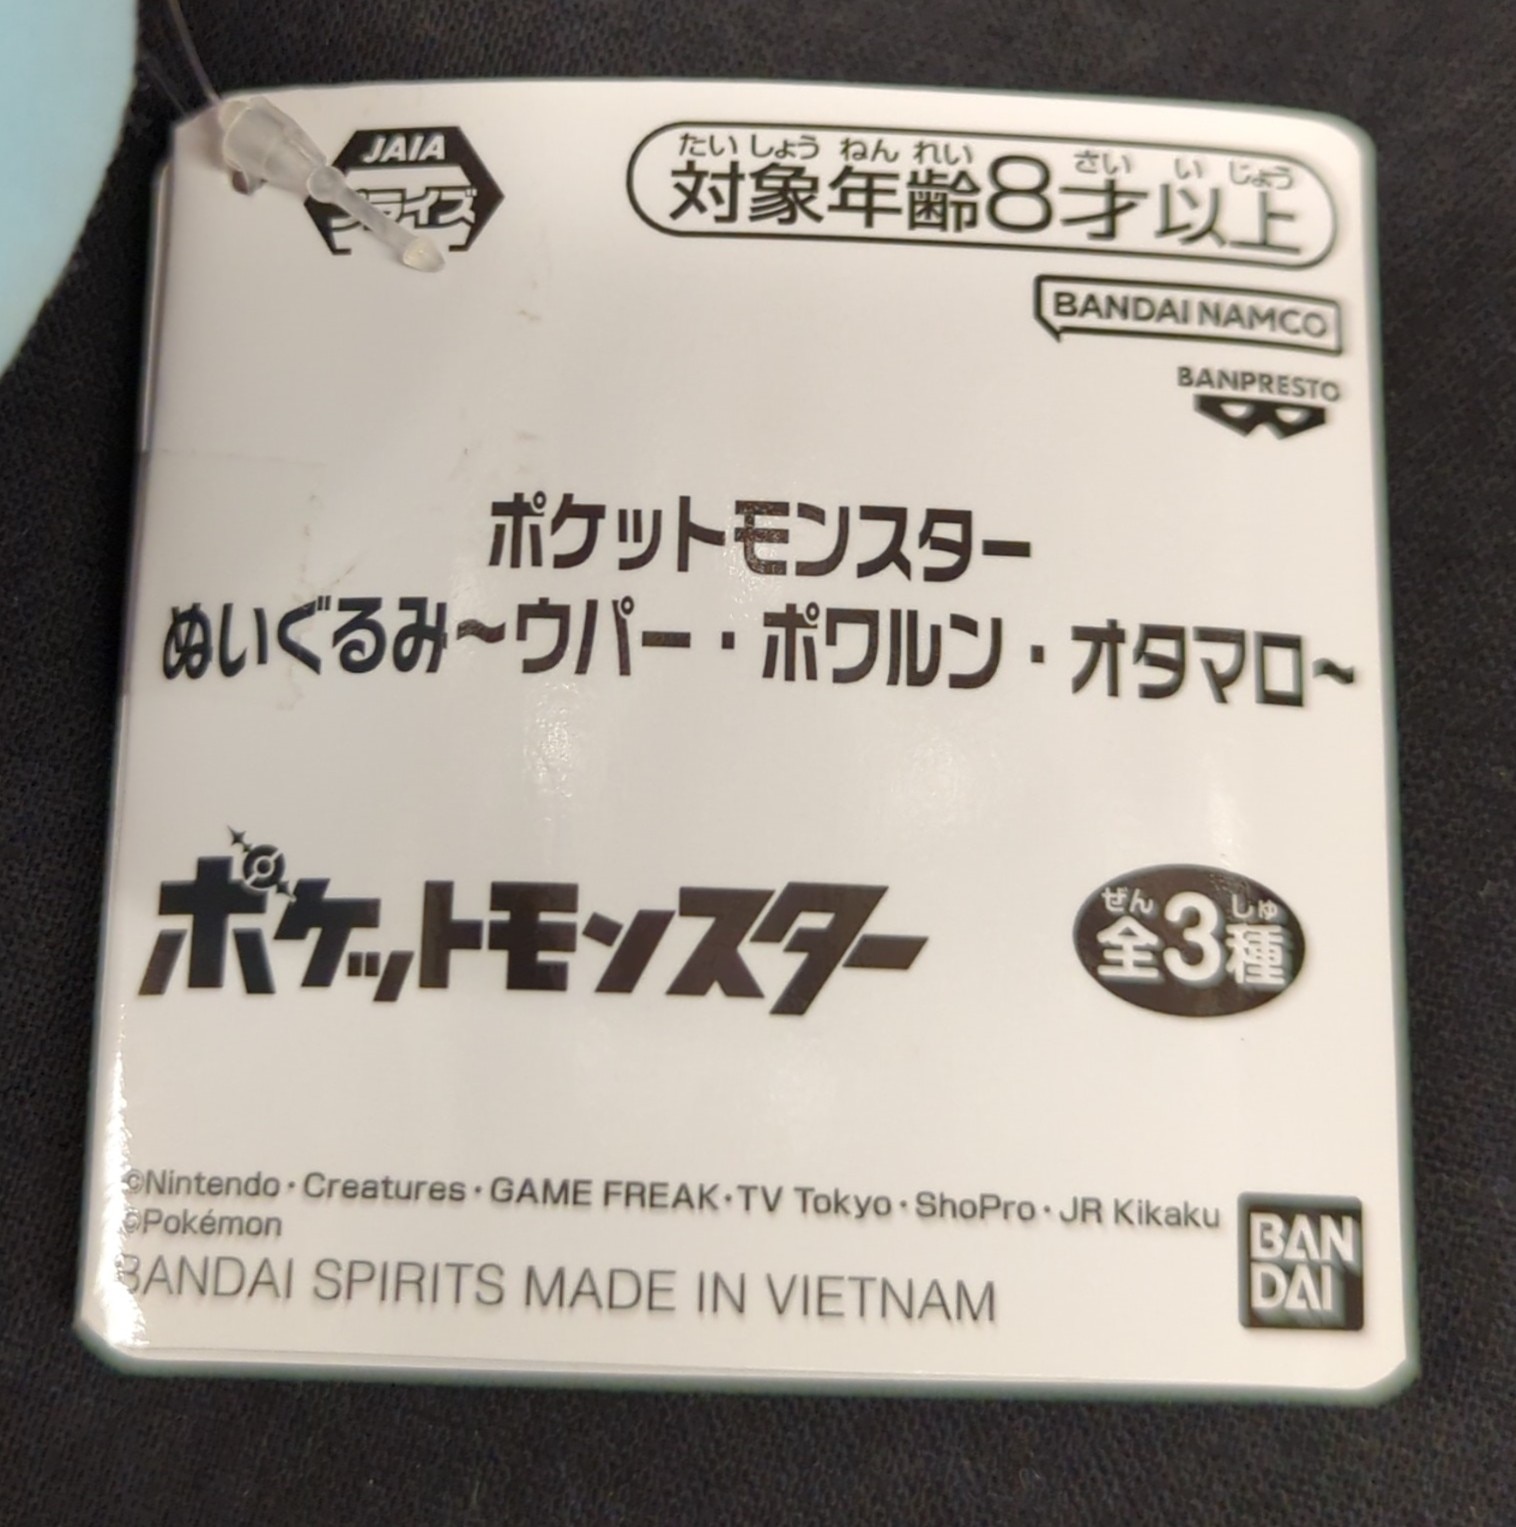 JAIA
プライズ
たいしょうねんれい さい いじょう
対象年齢8才以上
BANDAI NAMCO
BANPRESTO
ポケットモンスター
ぬいぐるみ~ウパー・ポワルン・オタマロ~
ポケットモンスター
ぜん しゅ
全3種
©Nintendo・Creatures・GAME FREAK・TV Tokyo・ShoPro・JR Kikaku
©Pokémon
BANDAI SPIRITS MADE IN VIETNAM
BAN
DAI